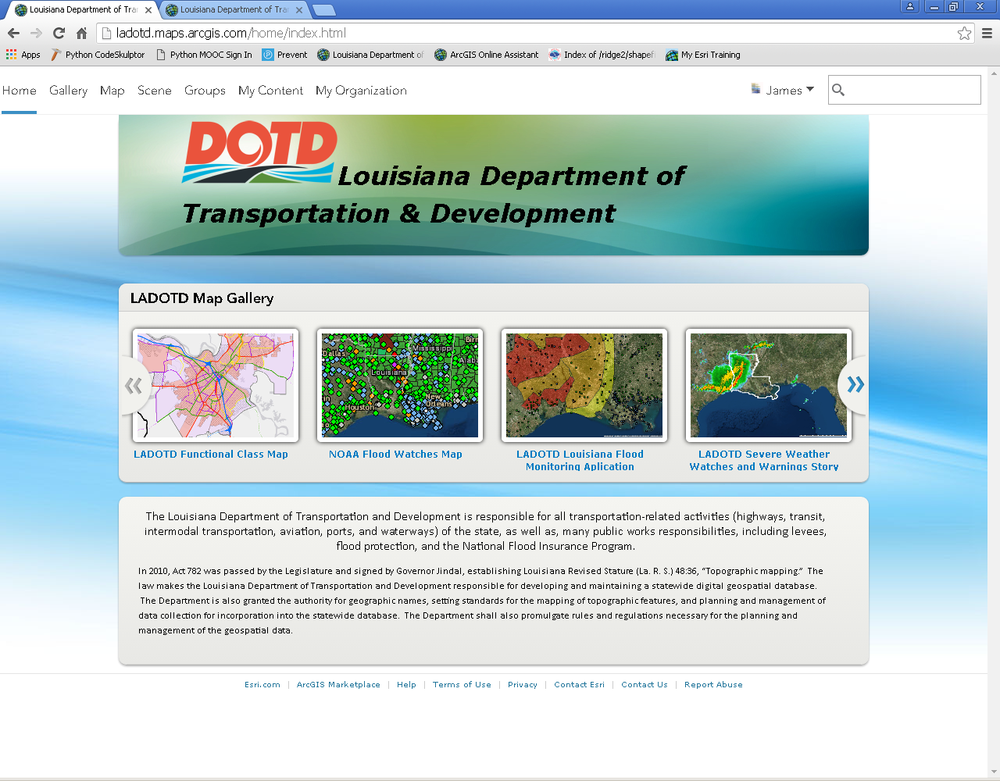 Louisiana Department of Tra
Louisiana Department of Tra
ladotd.maps.arcgis.com/home/index.html
Apps Python CodeSkulptor Python MOOC Sign In Prevent Louisiana Department of ArcGIS Online Assistant Index of /ridge2/shapef My Esri Training
Home Gallery Map Scene Groups My Content My Organization James
DOTD Louisiana Department of
Transportation & Development
LADOTD Map Gallery
Dallas Mississippi Birm
Louisiana
Houston New Orleans
LADOTD Functional Class Map
NOAA Flood Watches Map
LADOTD Louisiana Flood
Monitoring Aplication
LADOTD Severe Weather
Watches and Warnings Story
The Louisiana Department of Transportation and Development is responsible for all transportation-related activities (highways, transit,
intermodal transportation, aviation, ports, and waterways) of the state, as well as, many public works responsibilities, including levees,
flood protection, and the National Flood Insurance Program.
In 2010, Act 782 was passed by the Legislature and signed by Governor Jindal, establishing Louisiana Revised Stature (La. R. S.) 48:36, “Topographic mapping.” The
law makes the Louisiana Department of Transportation and Development responsible for developing and maintaining a statewide digital geospatial database.
The Department is also granted the authority for geographic names, setting standards for the mapping of topographic features, and planning and management of
data collection for incorporation into the statewide database. The Department shall also promulgate rules and regulations necessary for the planning and
management of the geospatial data.
Esri.com | ArcGIS Marketplace | Help | Terms of Use | Privacy | Contact Esri | Contact Us | Report Abuse